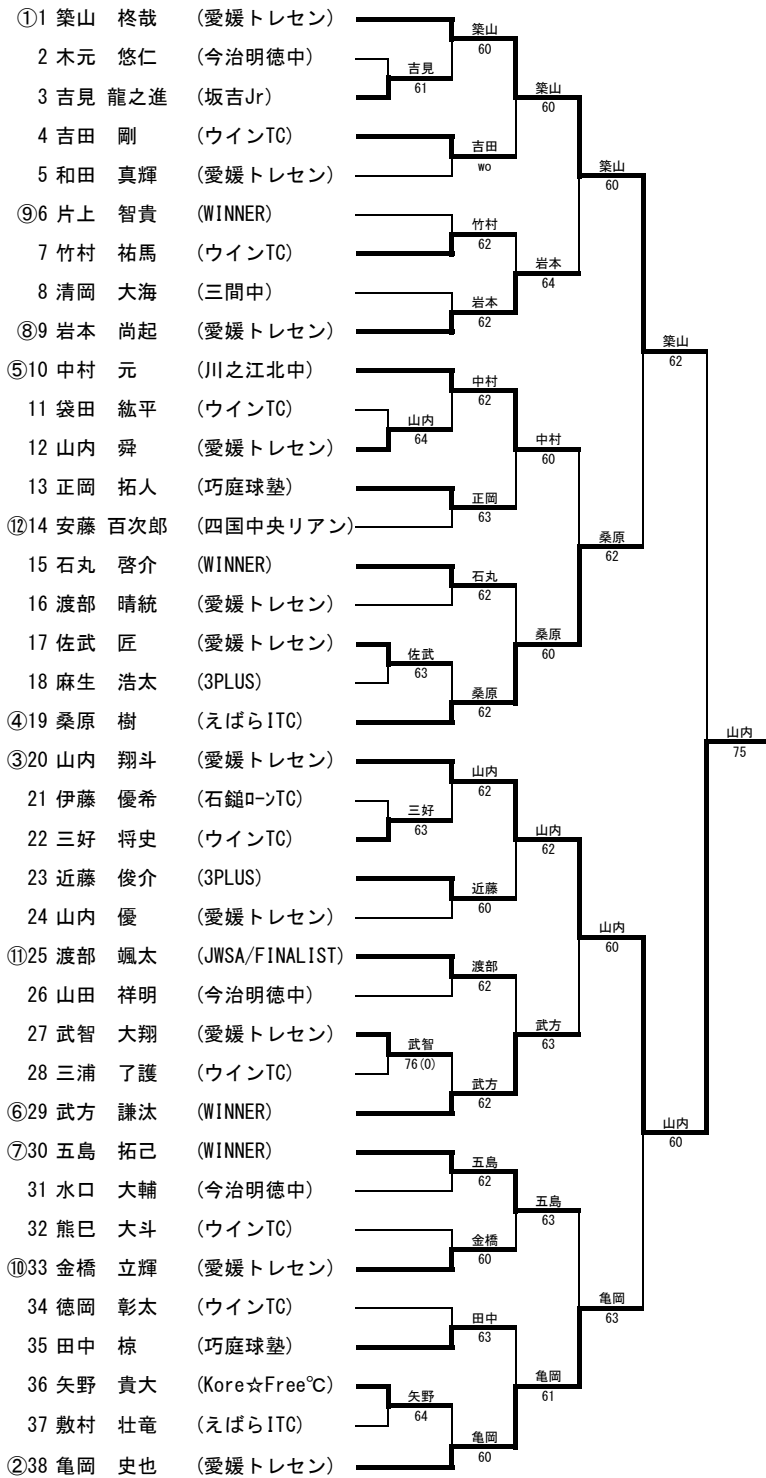 ①1 築山 柊哉 (愛媛トレセン)
築山
60
2 木元 悠仁 (今治明徳中)
吉見
61
3 吉見 龍之進 (坂吉Jr)
築山
60
4 吉田 剛 (ウインTC)
吉田
wo
5 和田 真輝 (愛媛トレセン)
築山
60
⑨6 片上 智貴 (WINNER)
竹村
62
7 竹村 祐馬 (ウインTC)
岩本
64
8 清岡 大海 (三間中)
岩本
62
⑧9 岩本 尚起 (愛媛トレセン)
築山
62
⑤10 中村 元 (川之江北中)
中村
62
11 袋田 紘平 (ウインTC)
山内
64
12 山内 舜 (愛媛トレセン)
中村
60
13 正岡 拓人 (巧庭球塾)
正岡
63
⑫14 安藤 百次郎 (四国中央リアン)
桑原
62
15 石丸 啓介 (WINNER)
石丸
62
16 渡部 晴統 (愛媛トレセン)
17 佐武 匠 (愛媛トレセン)
桑原
60
佐武
63
18 麻生 浩太 (3PLUS)
桑原
62
④19 桑原 樹 (えばらITC)
山内
75
③20 山内 翔斗 (愛媛トレセン)
山内
62
21 伊藤 優希 (石鎚ローンTC)
三好
63
22 三好 将史 (ウインTC)
山内
62
23 近藤 俊介 (3PLUS)
近藤
60
24 山内 優 (愛媛トレセン)
山内
60
⑪25 渡部 颯太 (JWSA/FINALIST)
渡部
62
26 山田 祥明 (今治明徳中)
27 武智 大翔 (愛媛トレセン)
武方
63
武智
76(0)
28 三浦 了護 (ウインTC)
武方
62
⑥29 武方 謙汰 (WINNER)
山内
60
⑦30 五島 拓己 (WINNER)
五島
62
31 水口 大輔 (今治明徳中)
五島
63
32 熊巳 大斗 (ウインTC)
金橋
60
⑩33 金橋 立輝 (愛媛トレセン)
亀岡
63
34 徳岡 彰太 (ウインTC)
田中
63
35 田中 椋 (巧庭球塾)
亀岡
61
36 矢野 貴大 (Kore☆Free℃)
矢野
64
37 敷村 壮竜 (えばらITC)
亀岡
60
②38 亀岡 史也 (愛媛トレセン)